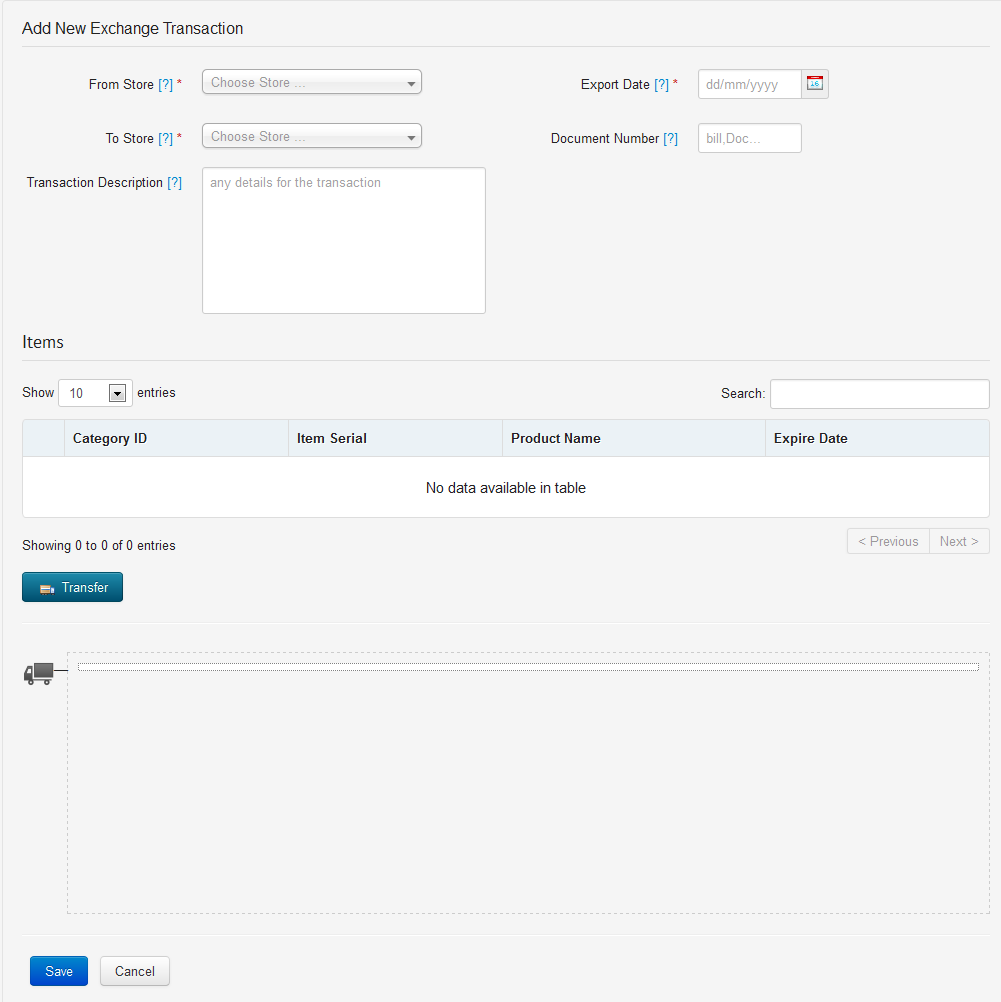 Add New Exchange Transaction
From Store [?] * Choose Store ... Export Date [?] * dd/mm/yyyy 16
To Store [?] * Choose Store ... Document Number [?] bill,Doc...
Transaction Description [?] any details for the transaction
Items
Show 10 entries Search:
Category ID Item Serial Product Name Expire Date
No data available in table
Showing 0 to 0 of 0 entries < Previous Next >
Transfer
Save Cancel